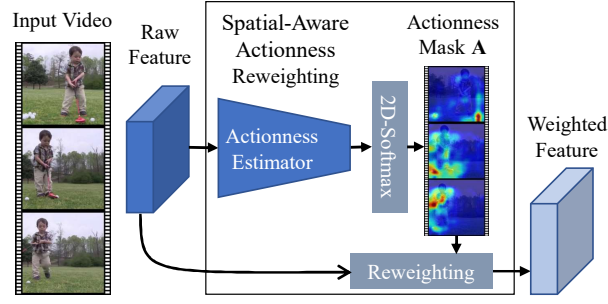 Input Video
Raw
Feature
Spatial-Aware
Actionness
Reweighting
Actionness
Mask A
Actionness
Estimator
2D-Softmax
Weighted
Feature
Reweighting